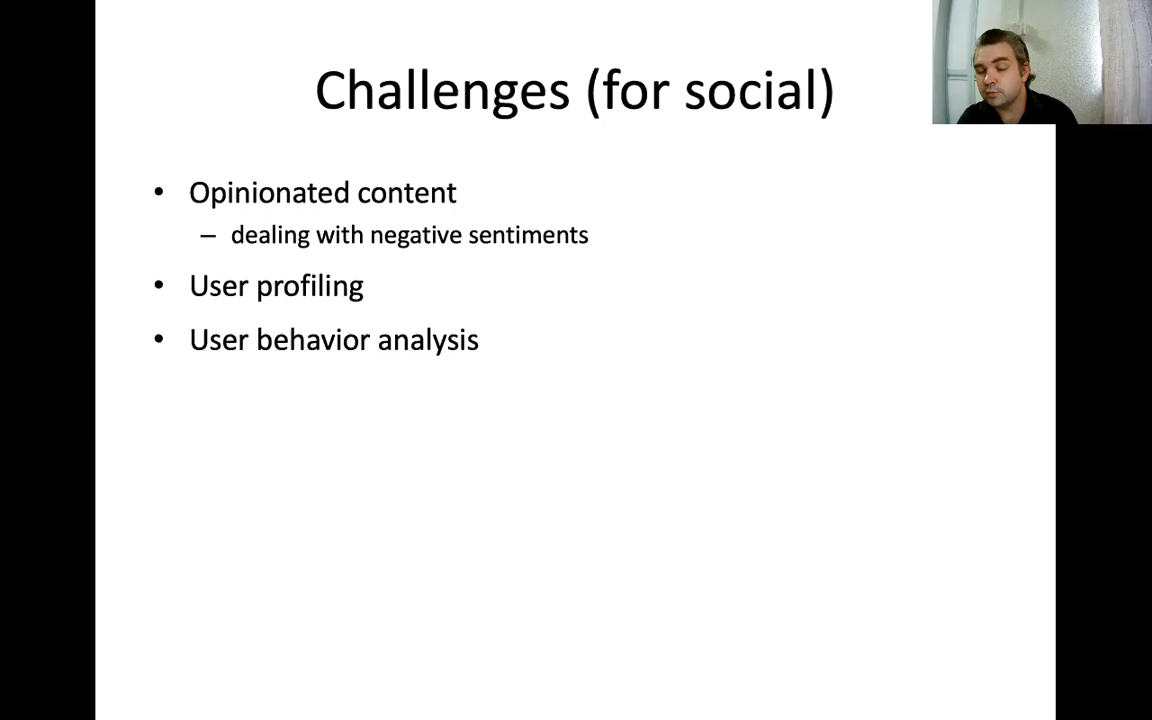 Challenges (for social)
• Opinionated content
– dealing with negative sentiments
• User profiling
• User behavior analysis